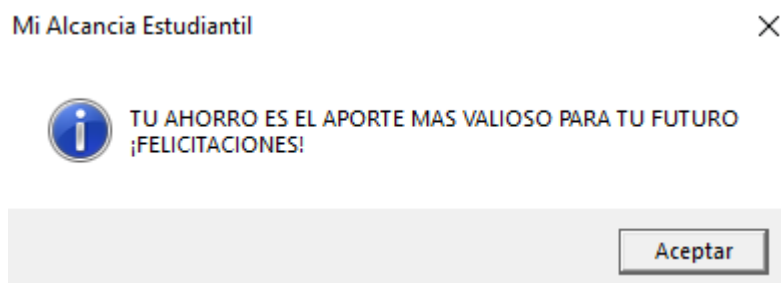 Mi Alcancia Estudiantil
TU AHORRO ES EL APORTE MAS VALIOSO PARA TU FUTURO
¡FELICITACIONES!
Aceptar